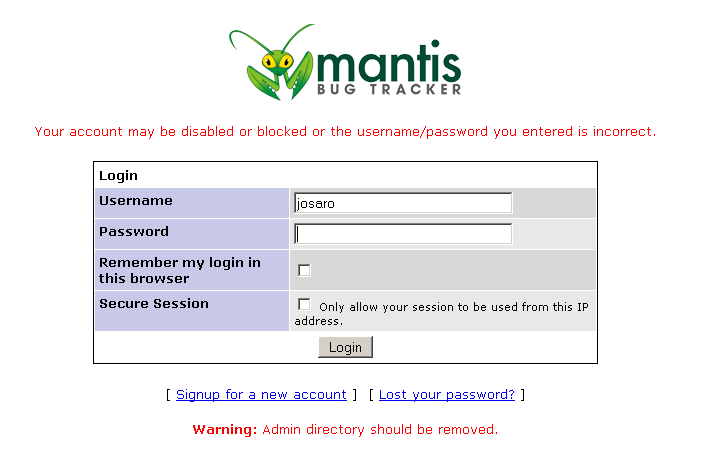 mantis
BUG TRACKER
Your account may be disabled or blocked or the username/password you entered is incorrect.
Login
Username
josaro
Password
Remember my login in
this browser
Secure Session
Only allow your session to be used from this IP
address.
Login
[ Signup for a new account ] [ Lost your password? ]
Warning: Admin directory should be removed.